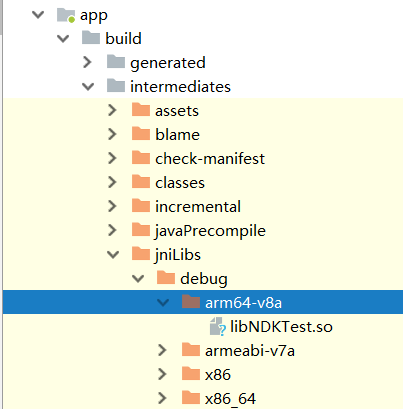 app
build
generated
intermediates
assets
blame
check-manifest
classes
incremental
javaPrecompile
jniLibs
debug
arm64-v8a
libNDKTest.so
armeabi-v7a
x86
x86_64